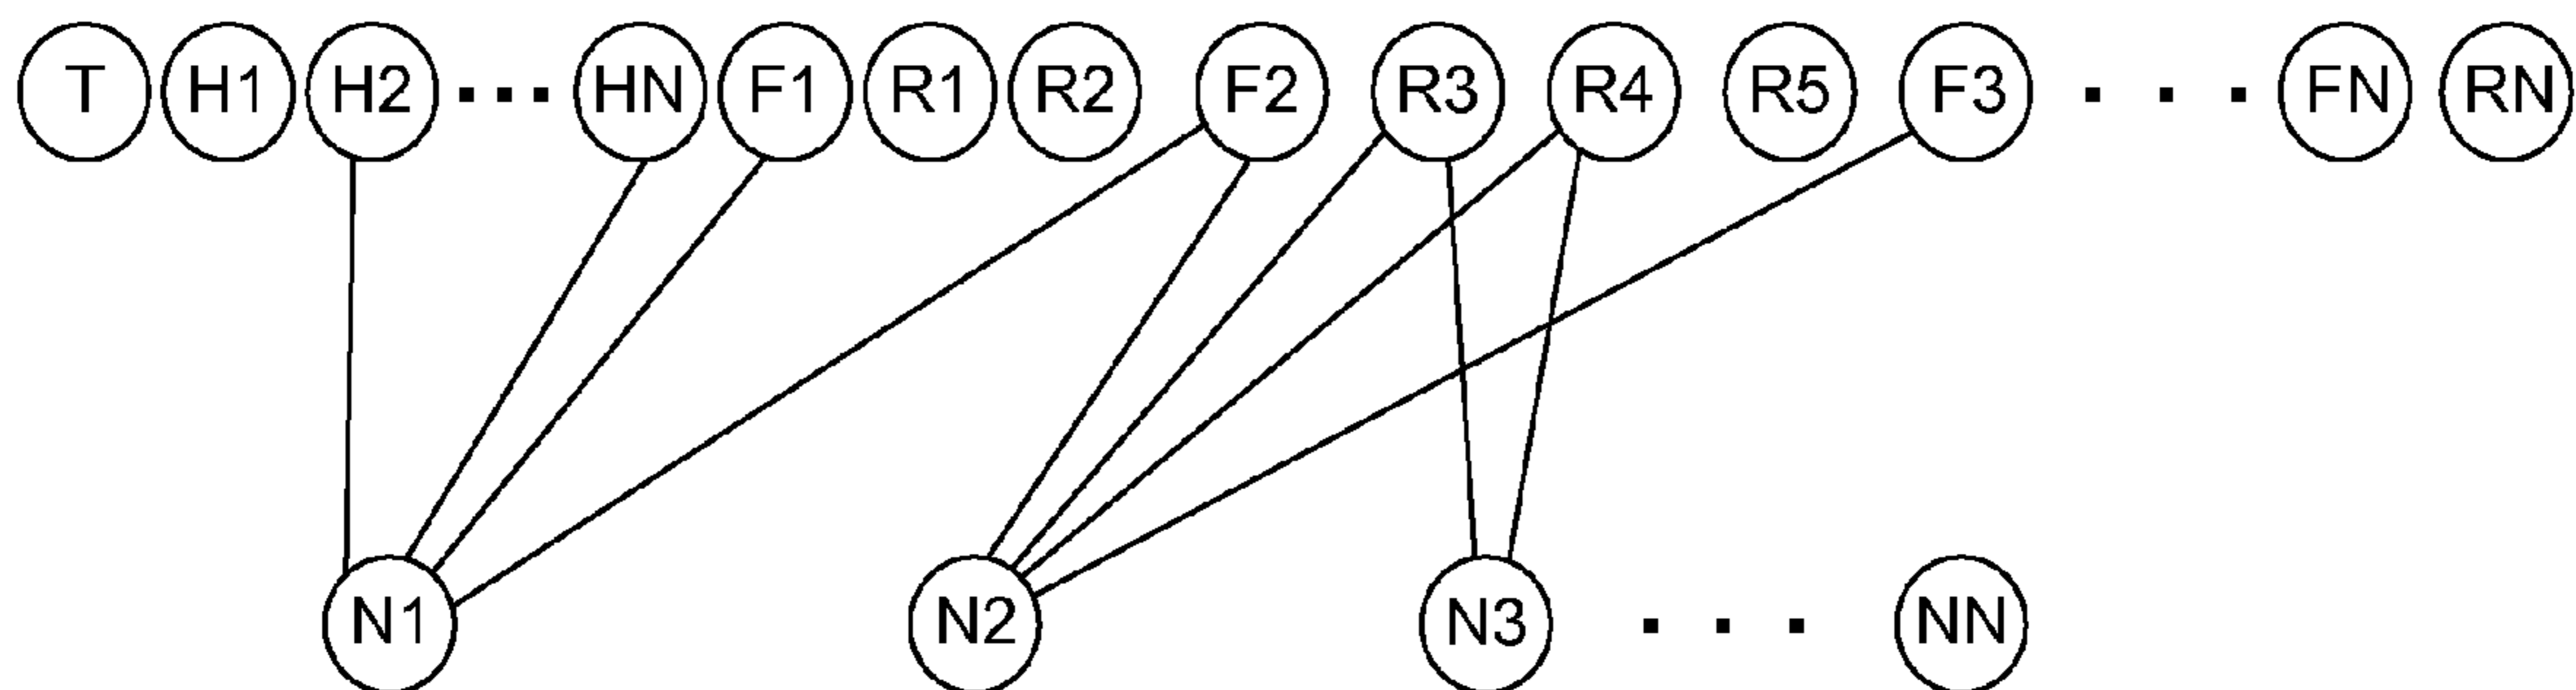 T H1 H2 ... HN F1 R1 R2 F2 R3 R4 R5 F3 . . . FN RN
N1 N2 N3 . . . NN